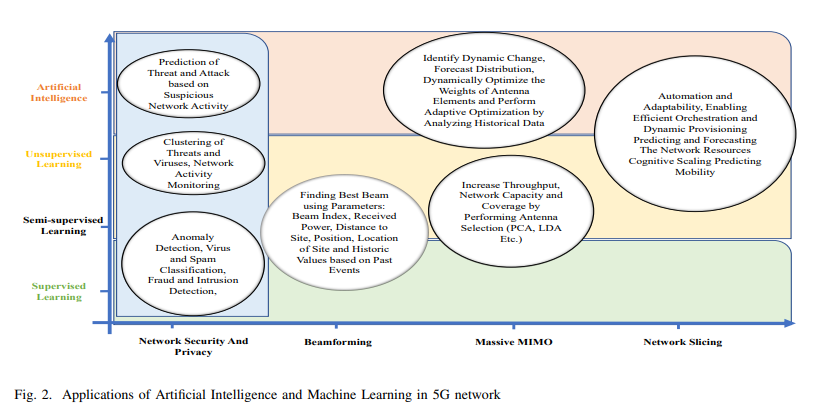 Artificial
Intelligence
Unsupervised
Learning
Semi-supervised
Learning
Supervised
Learning
Prediction of
Threat and Attack
based on
Suspicious
Network Activity
Clustering of
Threats and
Viruses, Network
Activity
Monitoring
Anomaly
Detection, Virus
and Spam
Classification,
Fraud and Intrusion
Detection,
Finding Best Beam
using Parameters:
Beam Index, Received
Power, Distance to
Site, Position, Location
of Site and Historic
Values based on Past
Events
Identify Dynamic Change,
Forecast Distribution,
Dynamically Optimize the
Weights of Antenna
Elements and Perform
Adaptive Optimization by
Analyzing Historical Data
Increase Throughput,
Network Capacity and
Coverage by
Performing Antenna
Selection (PCA, LDA
Etc.)
Automation and
Adaptability, Enabling
Efficient Orchestration and
Dynamic Provisioning
Predicting and Forecasting
The Network Resources
Cognitive Scaling Predicting
Mobility
Network Security And
Privacy
Beamforming
Massive MIMO
Network Slicing
Fig. 2. Applications of Artificial Intelligence and Machine Learning in 5G network